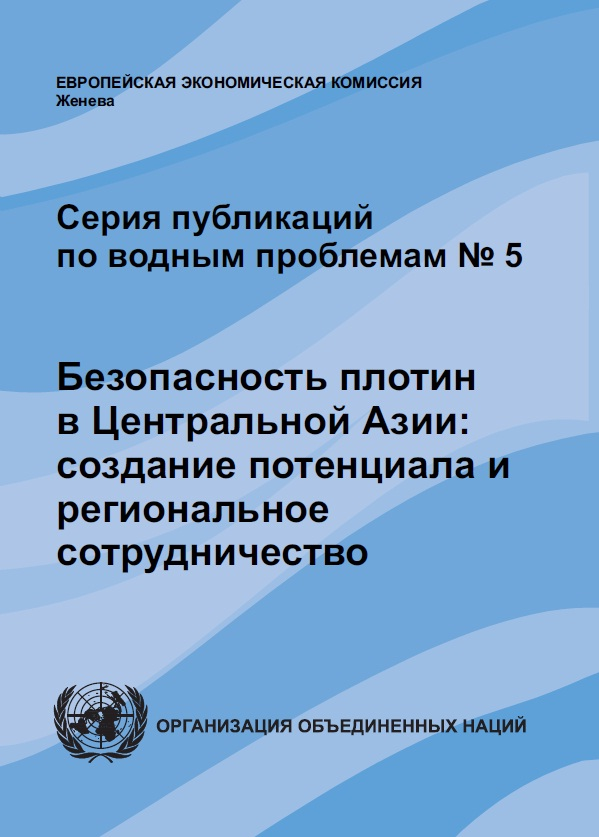 ЕВРОПЕЙСКАЯ ЭКОНОМИЧЕСКАЯ КОМИССИЯ
Женева
Серия публикаций
по водным проблемам № 5
Безопасность плотин
в Центральной Азии:
создание потенциала и
региональное
сотрудничество
ОРГАНИЗАЦИЯ ОБЪЕДИНЕННЫХ НАЦИЙ